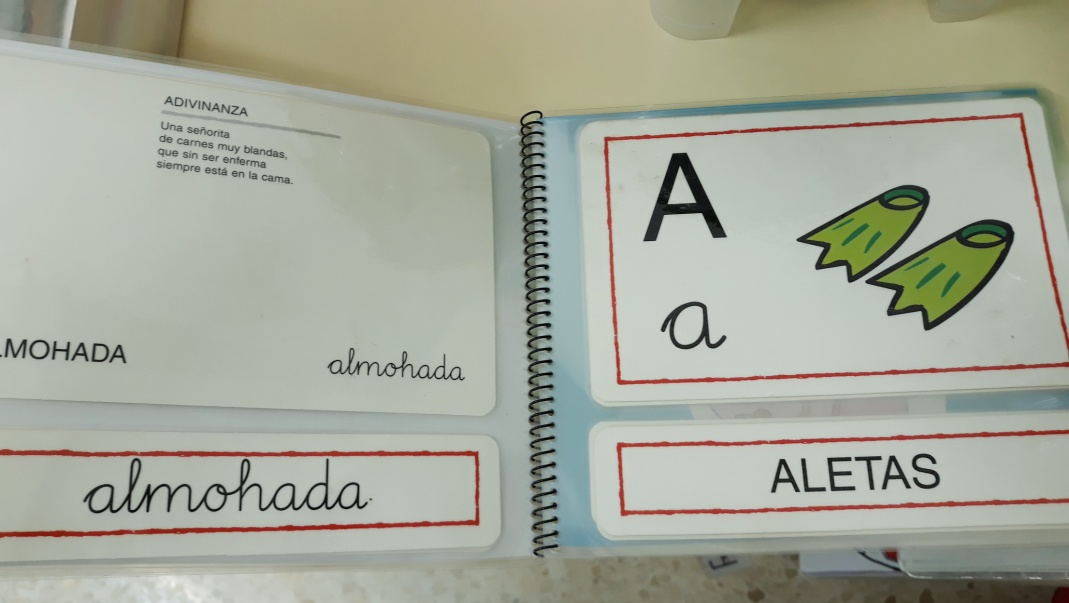 ADIVINANZA
Una señorita
de carnes muy blandas,
que sin ser enferma
siempre está en la cama.
LMOHADA
almohada
almohada
A
a
ALETAS